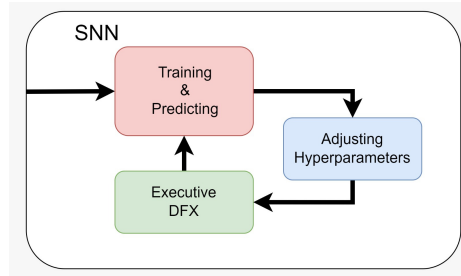 SNN
Training
&
Predicting
Adjusting
Hyperparameters
Executive
DFX